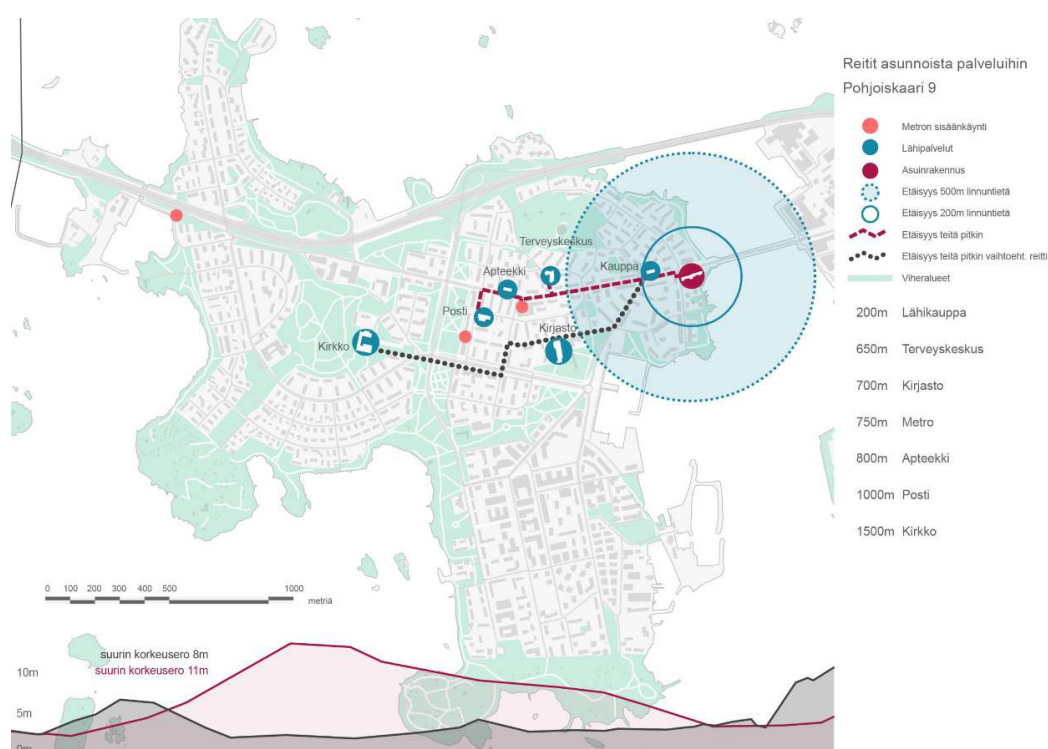 Reitit asunnoista palveluihin
Pohjoiskaari 9
Metron sisäänkäynti
Lähipalvelut
Asuinrakennus
Etäisyys 500m linnuntietä
Etäisyys 200m linnuntietä
Etäisyys teitä pitkin
Etäisyys teitä pitkin vaihtoeht. reitti
Viheralueet
200m Lähikauppa
650m Terveyskeskus
700m Kirjasto
750m Metro
800m Apteekki
1000m Posti
1500m Kirkko
Terveyskeskus
Kauppa
Apteekki
Posti
Kirjasto
Kirkko
0 100 200 300 400 500 1000
metriä
suurin korkeusero 8m
suurin korkeusero 11m
10m
5m
0m